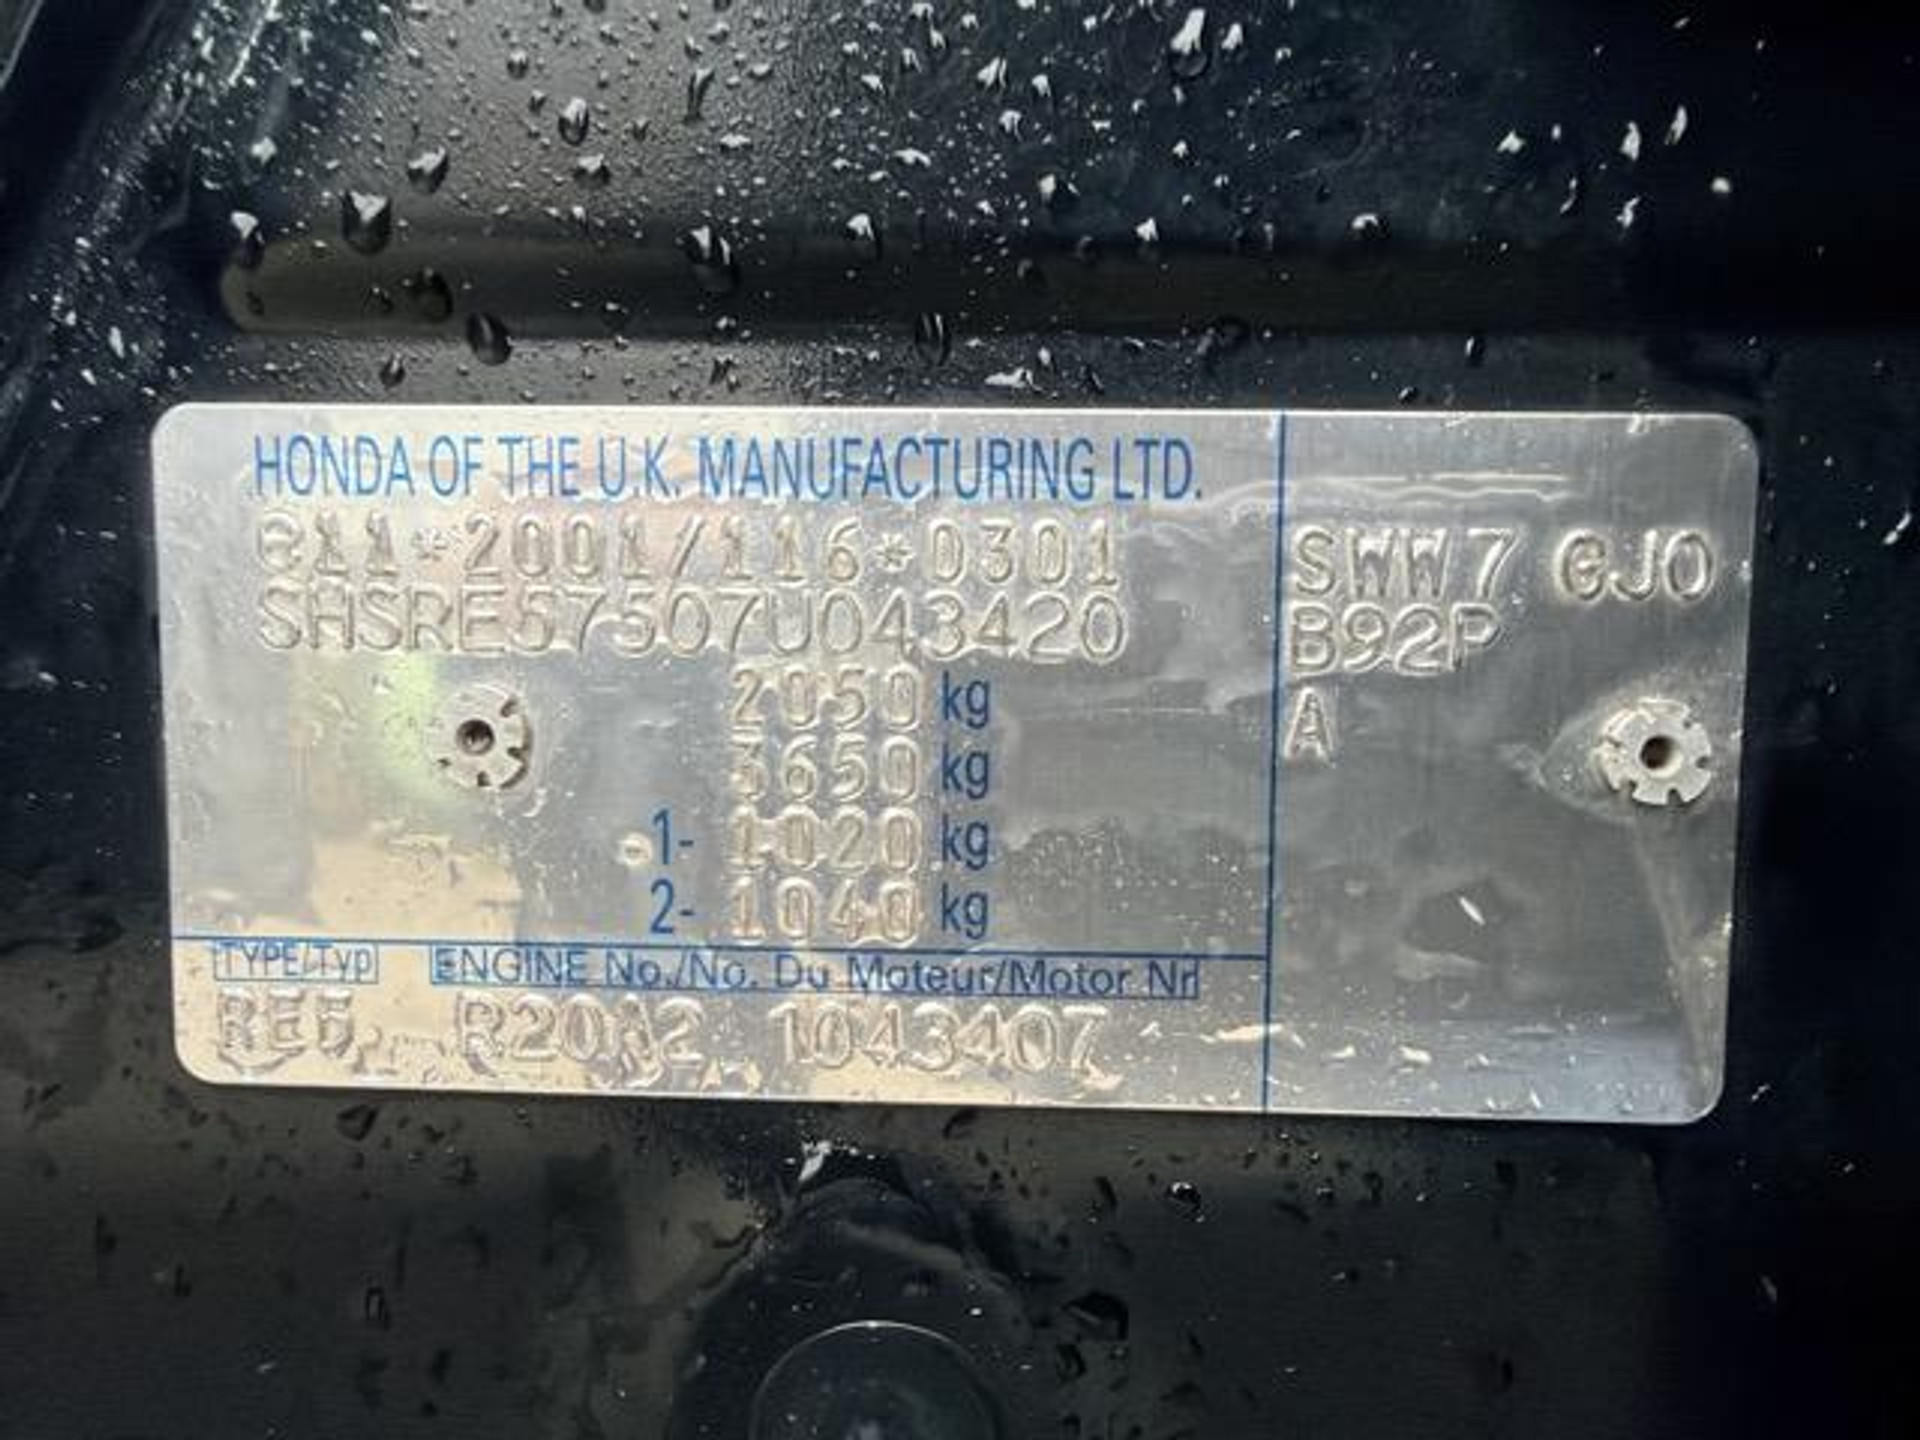 HONDA OF THE U.K. MANUFACTURING LTD.
e11*2001/116*0301
SHSRE57507U043420
2050 kg
3650 kg
1- 1020 kg
2- 1040 kg
TYPE/Typ ENGINE No./No. Du Moteur/Motor Nr
RE5 R20A2 1043407
SWW7 GJO
B92P
A